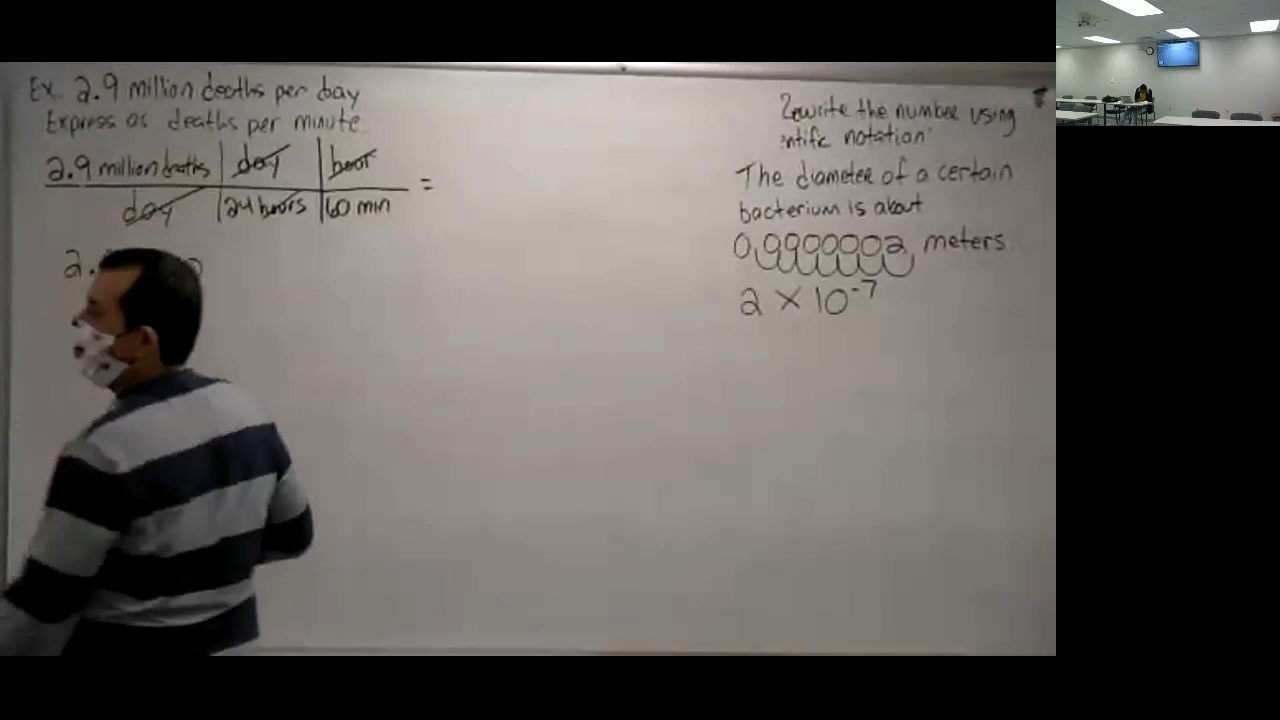 Ex. 2.9 million deaths per day
Express as deaths per minute.
2.9 million deaths | day | hour
day | 24 hours | 60 min =
2.
Rewrite the number using
entific notation
The diameter of a certain
bacterium is about
0.0000002 meters
2 × 10⁻⁷